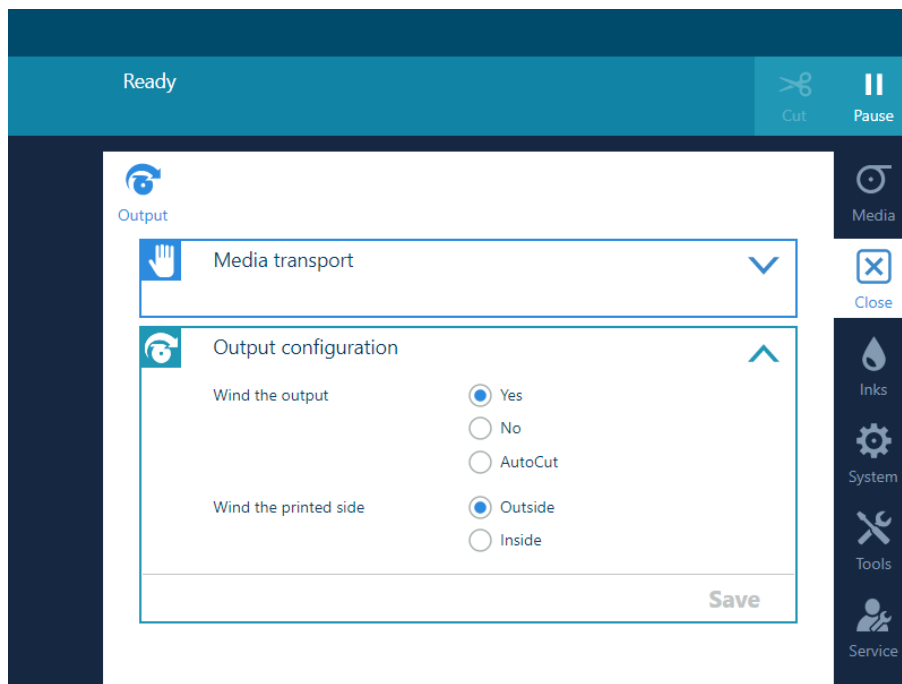 Ready
Cut
Pause
Output
Media
Media transport
Close
Output configuration
Wind the output
Yes
No
AutoCut
Inks
System
Wind the printed side
Outside
Inside
Tools
Save
Service